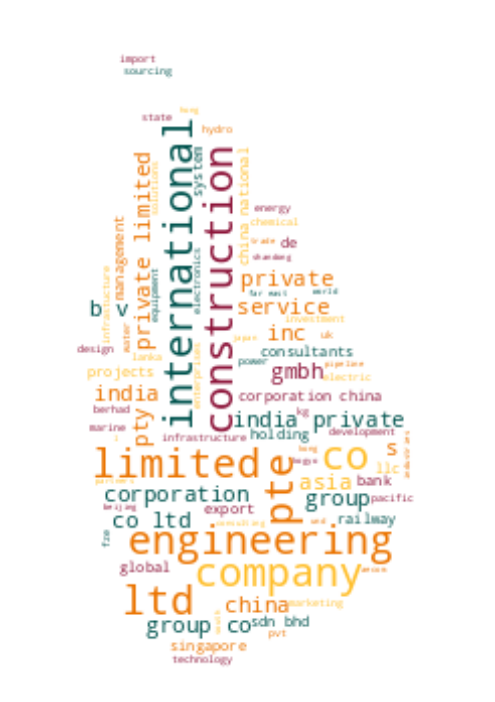 import
sourcing
state
hong
hydro
international
construction
system
private limited
solutions
china national
management
infrastructure
equipment
electronics
energy
chemical
trade
de
shandong
private
far east
world
b v
service
investment
water
inc
uk
japan
design
lanka
enterprises
consultants
power
pipeline
projects
gmbh
electric
india
corporation china
berhad
pty
kg
india private
marine
infrastructure
holding
development
limited
co
s
industries
hong
llc
pte
asia
bank
partners
corporation
group
pacific
beijing
export
co ltd
consulting
railway
fze
engineering
global
company
ltd
china
marketing
group co
south
sdn bhd
pvt
singapore
technology